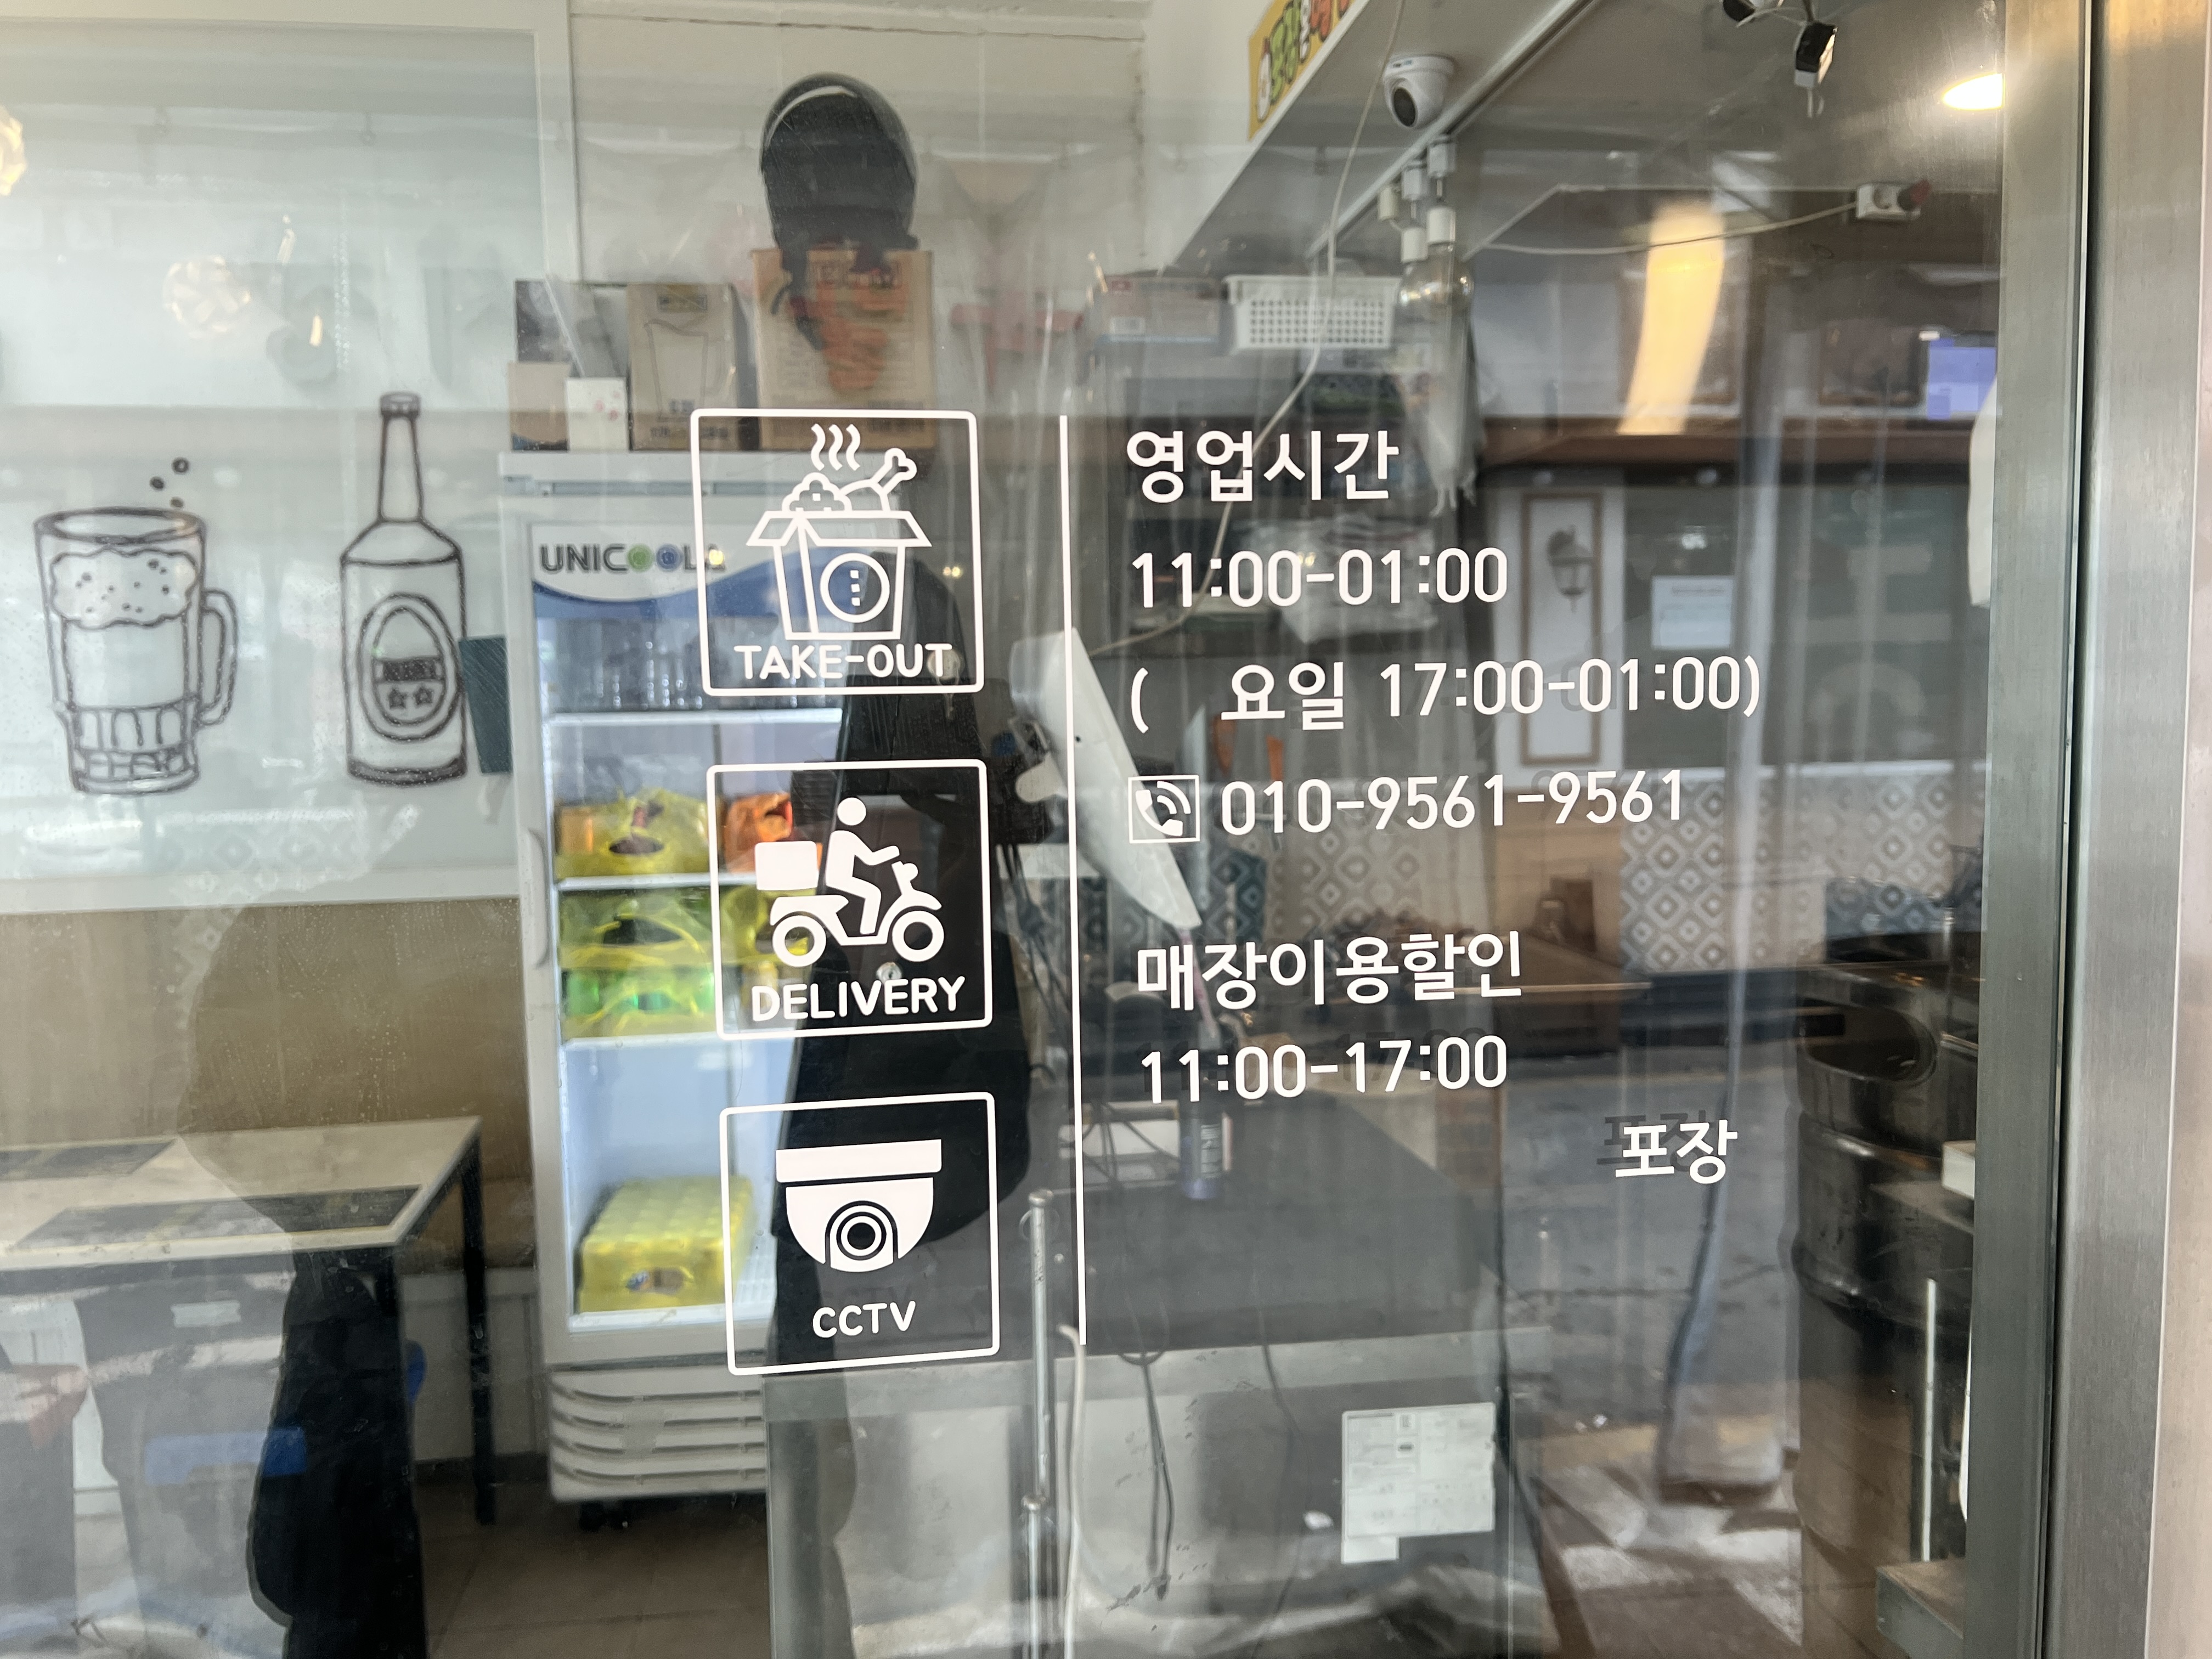 UNICOOLA
TAKE-OUT
DELIVERY
CCTV
영업시간
11:00-01:00
( 요일 17:00-01:00)
010-9561-9561
매장이용할인
11:00-17:00
포장